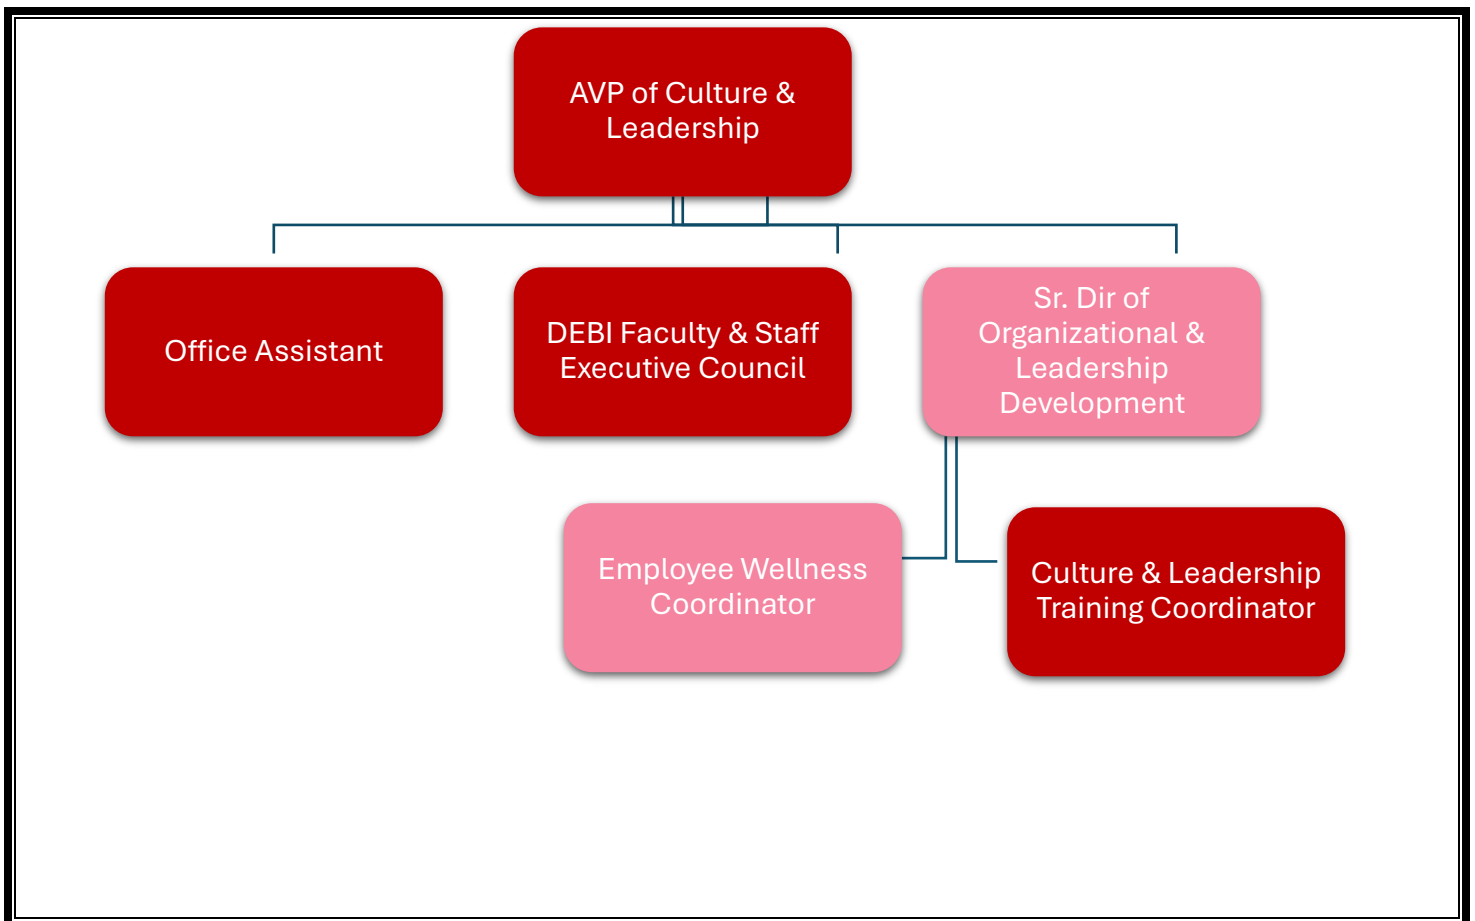 AVP of Culture &
Leadership
Office Assistant
DEBI Faculty & Staff
Executive Council
Sr. Dir of
Organizational &
Leadership
Development
Employee Wellness
Coordinator
Culture & Leadership
Training Coordinator